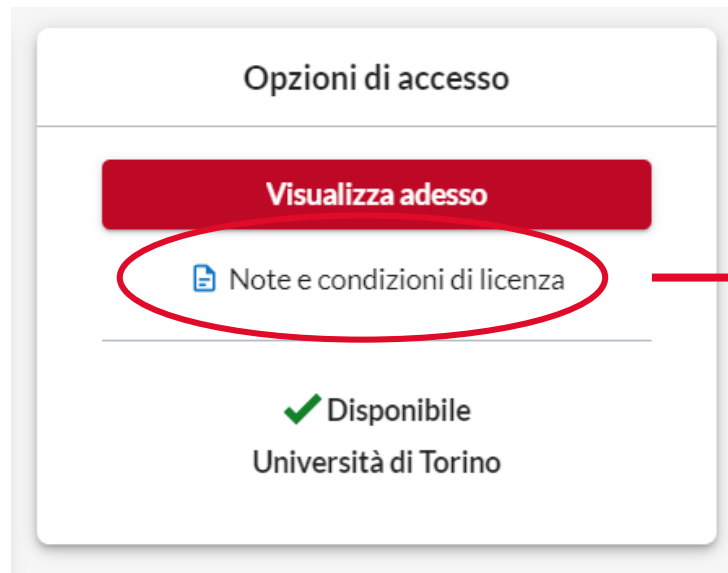 Opzioni di accesso
Visualizza adesso
Note e condizioni di licenza
Disponibile
Università di Torino